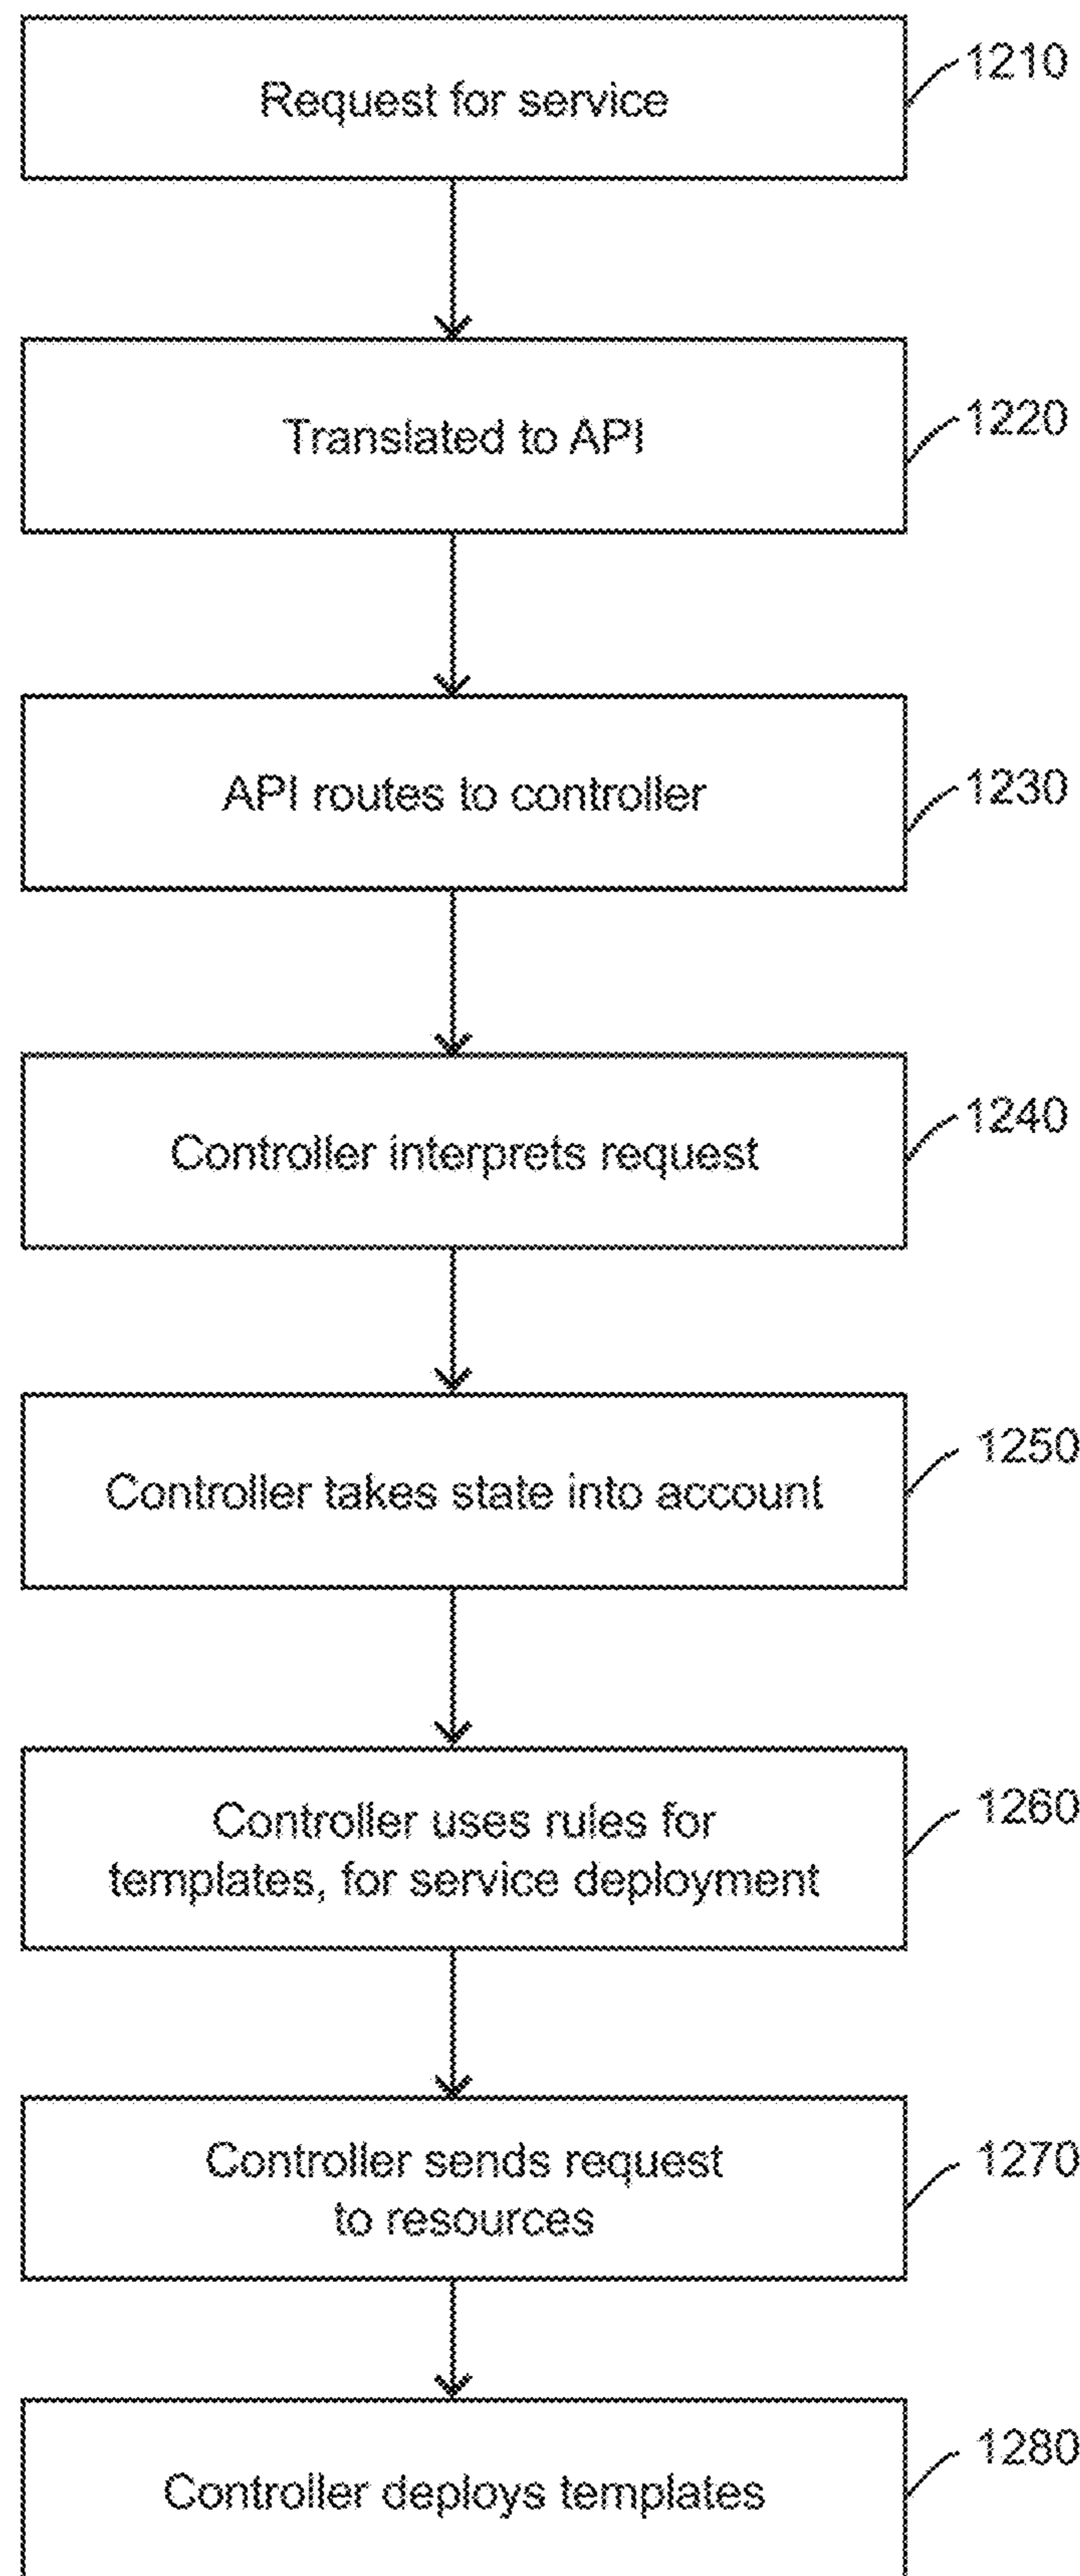 Request for service
1210
Translated to API
1220
API routes to controller
1230
Controller interprets request
1240
Controller takes state into account
1250
Controller uses rules for
templates, for service deployment
1260
Controller sends request
to resources
1270
Controller deploys templates
1280